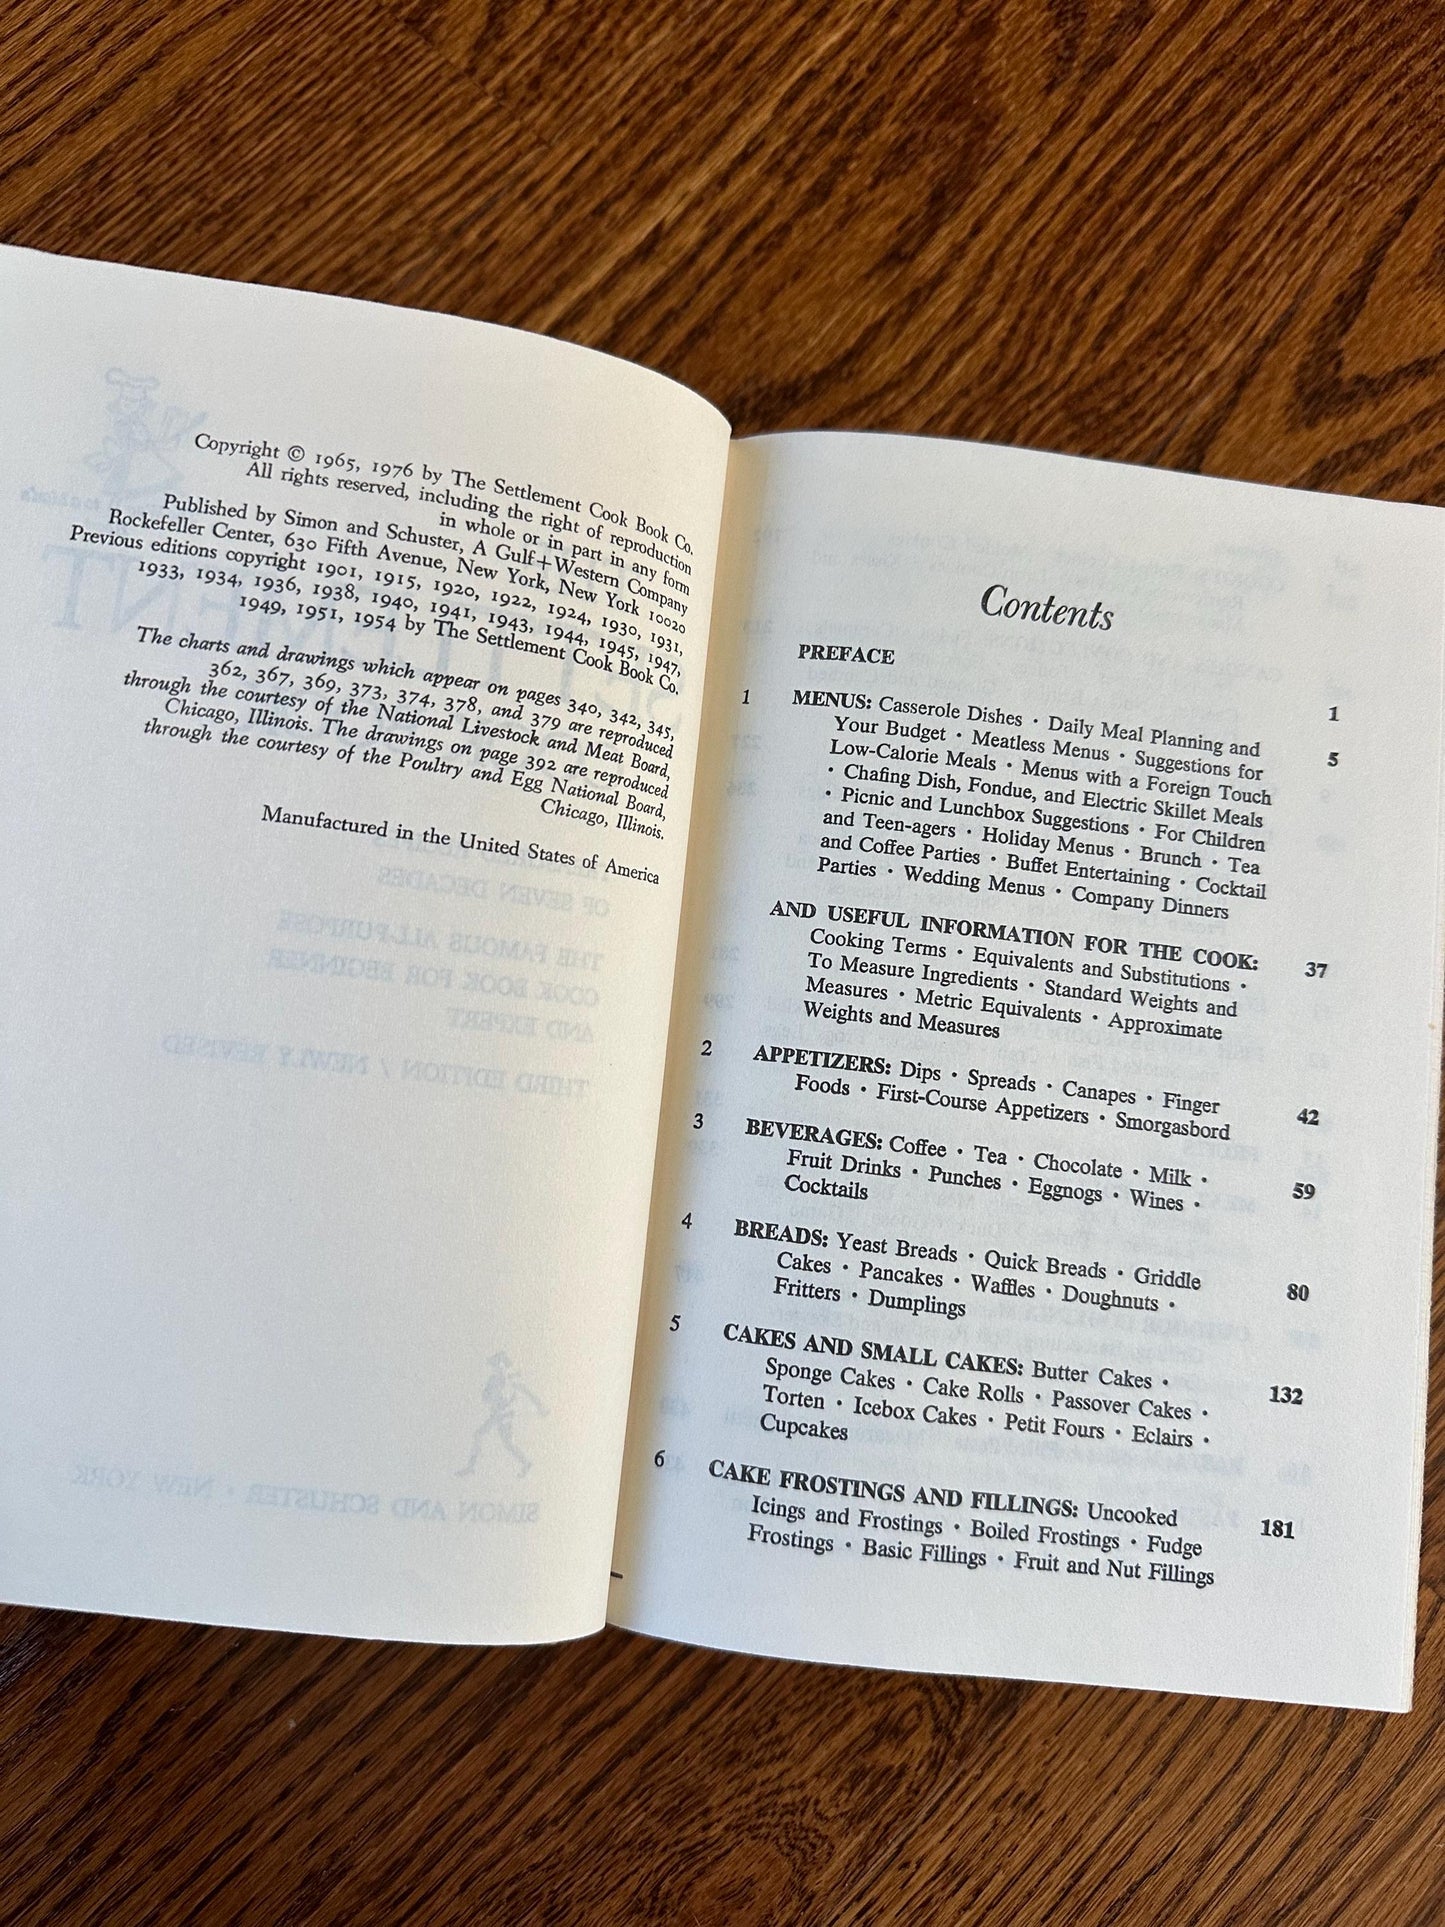 Copyright © 1965, 1976 by The Settlement Cook Book Co.
All rights reserved, including the right of reproduction
in whole or in part in any form
Published by Simon and Schuster, A Gulf+Western Company
Rockefeller Center, 630 Fifth Avenue, New York, New York 10020
Previous editions copyright 1901, 1915, 1920, 1922, 1924, 1930, 1931,
1933, 1934, 1936, 1938, 1940, 1941, 1943, 1944, 1945, 1947,
1949, 1951, 1954 by The Settlement Cook Book Co.
The charts and drawings which appear on pages 340, 342, 345,
362, 367, 369, 373, 374, 378, and 379 are reproduced
through the courtesy of the National Livestock and Meat Board,
Chicago, Illinois. The drawings on page 392 are reproduced
through the courtesy of the Poultry and Egg National Board,
Chicago, Illinois.
Manufactured in the United States of America
Contents
PREFACE 1
1 MENUS: Casserole Dishes · Daily Meal Planning and 5
Your Budget · Meatless Menus · Suggestions for
Low-Calorie Meals · Menus with a Foreign Touch
· Chafing Dish, Fondue, and Electric Skillet Meals
· Picnic and Lunchbox Suggestions · For Children
and Teen-agers · Holiday Menus · Brunch · Tea
and Coffee Parties · Buffet Entertaining · Cocktail
Parties · Wedding Menus · Company Dinners
AND USEFUL INFORMATION FOR THE COOK: 37
Cooking Terms · Equivalents and Substitutions ·
To Measure Ingredients · Standard Weights and
Measures · Metric Equivalents · Approximate
Weights and Measures
2 APPETIZERS: Dips · Spreads · Canapes · Finger 42
Foods · First-Course Appetizers · Smorgasbord
3 BEVERAGES: Coffee · Tea · Chocolate · Milk · 59
Fruit Drinks · Punches · Eggnogs · Wines ·
Cocktails
4 BREADS: Yeast Breads · Quick Breads · Griddle 80
Cakes · Pancakes · Waffles · Doughnuts ·
Fritters · Dumplings
5 CAKES AND SMALL CAKES: Butter Cakes · 132
Sponge Cakes · Cake Rolls · Passover Cakes ·
Torten · Icebox Cakes · Petit Fours · Eclairs ·
Cupcakes
6 CAKE FROSTINGS AND FILLINGS: Uncooked 181
Icings and Frostings · Boiled Frostings · Fudge
Frostings · Basic Fillings · Fruit and Nut Fillings